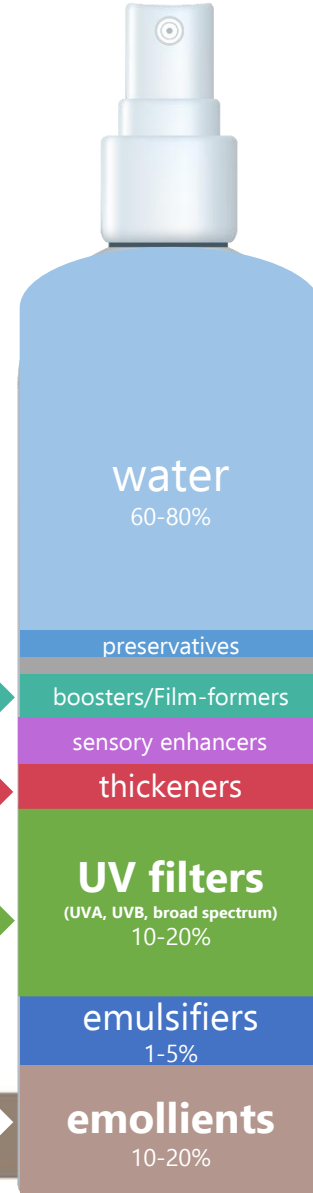 water
60-80%
preservatives
boosters/Film-formers
sensory enhancers
thickeners
UV filters
(UVA, UVB, broad spectrum)
10-20%
emulsifiers
1-5%
emollients
10-20%